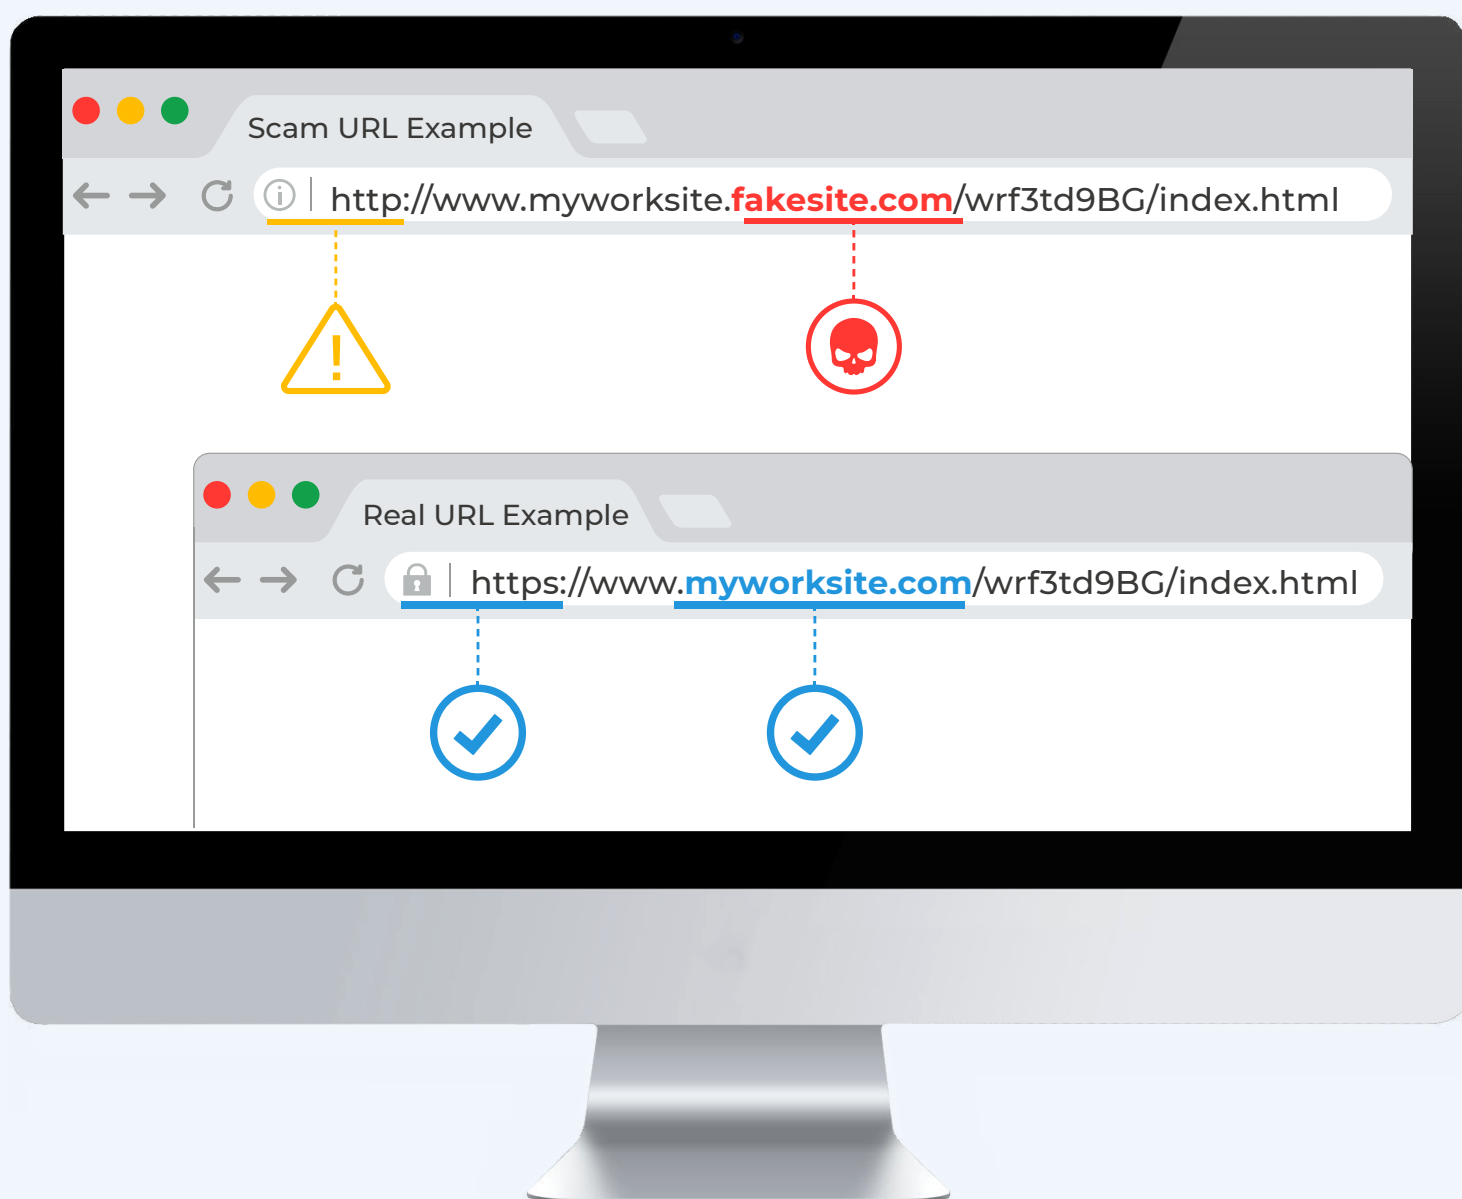 Scam URL Example
http://www.myworksite.fakesite.com/wrf3td9BG/index.html
Real URL Example
https://www.myworksite.com/wrf3td9BG/index.html